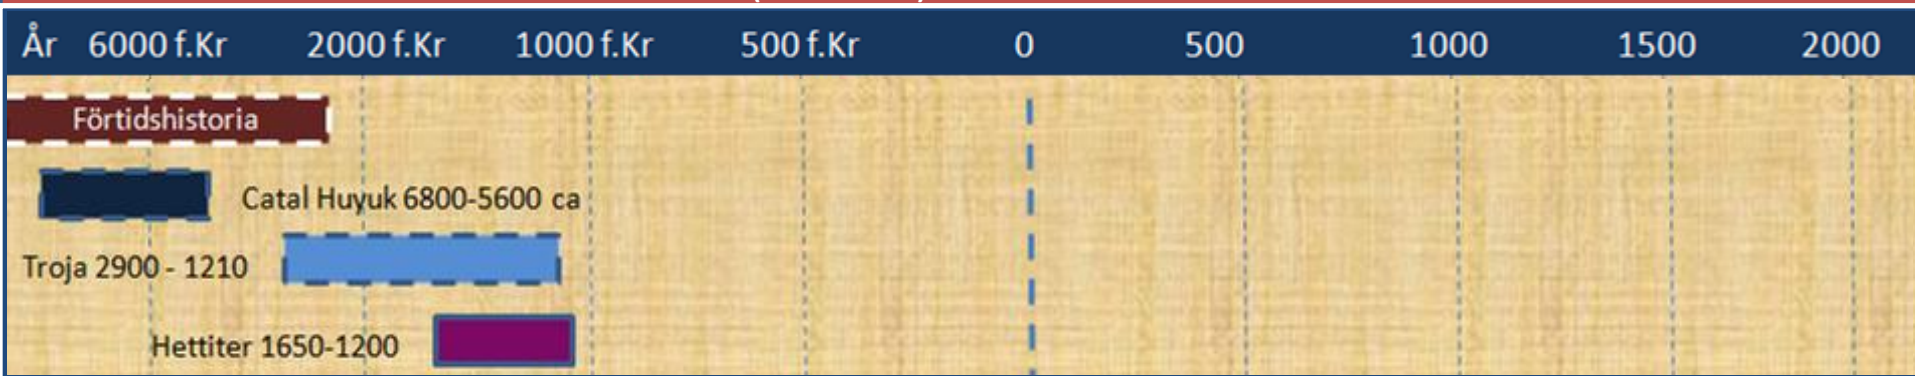 År 6000 f.Kr 2000 f.Kr 1000 f.Kr 500 f.Kr 0 500 1000 1500 2000
Förtidshistoria
Catal Huyuk 6800-5600 ca
Troja 2900 - 1210
Hettiter 1650-1200